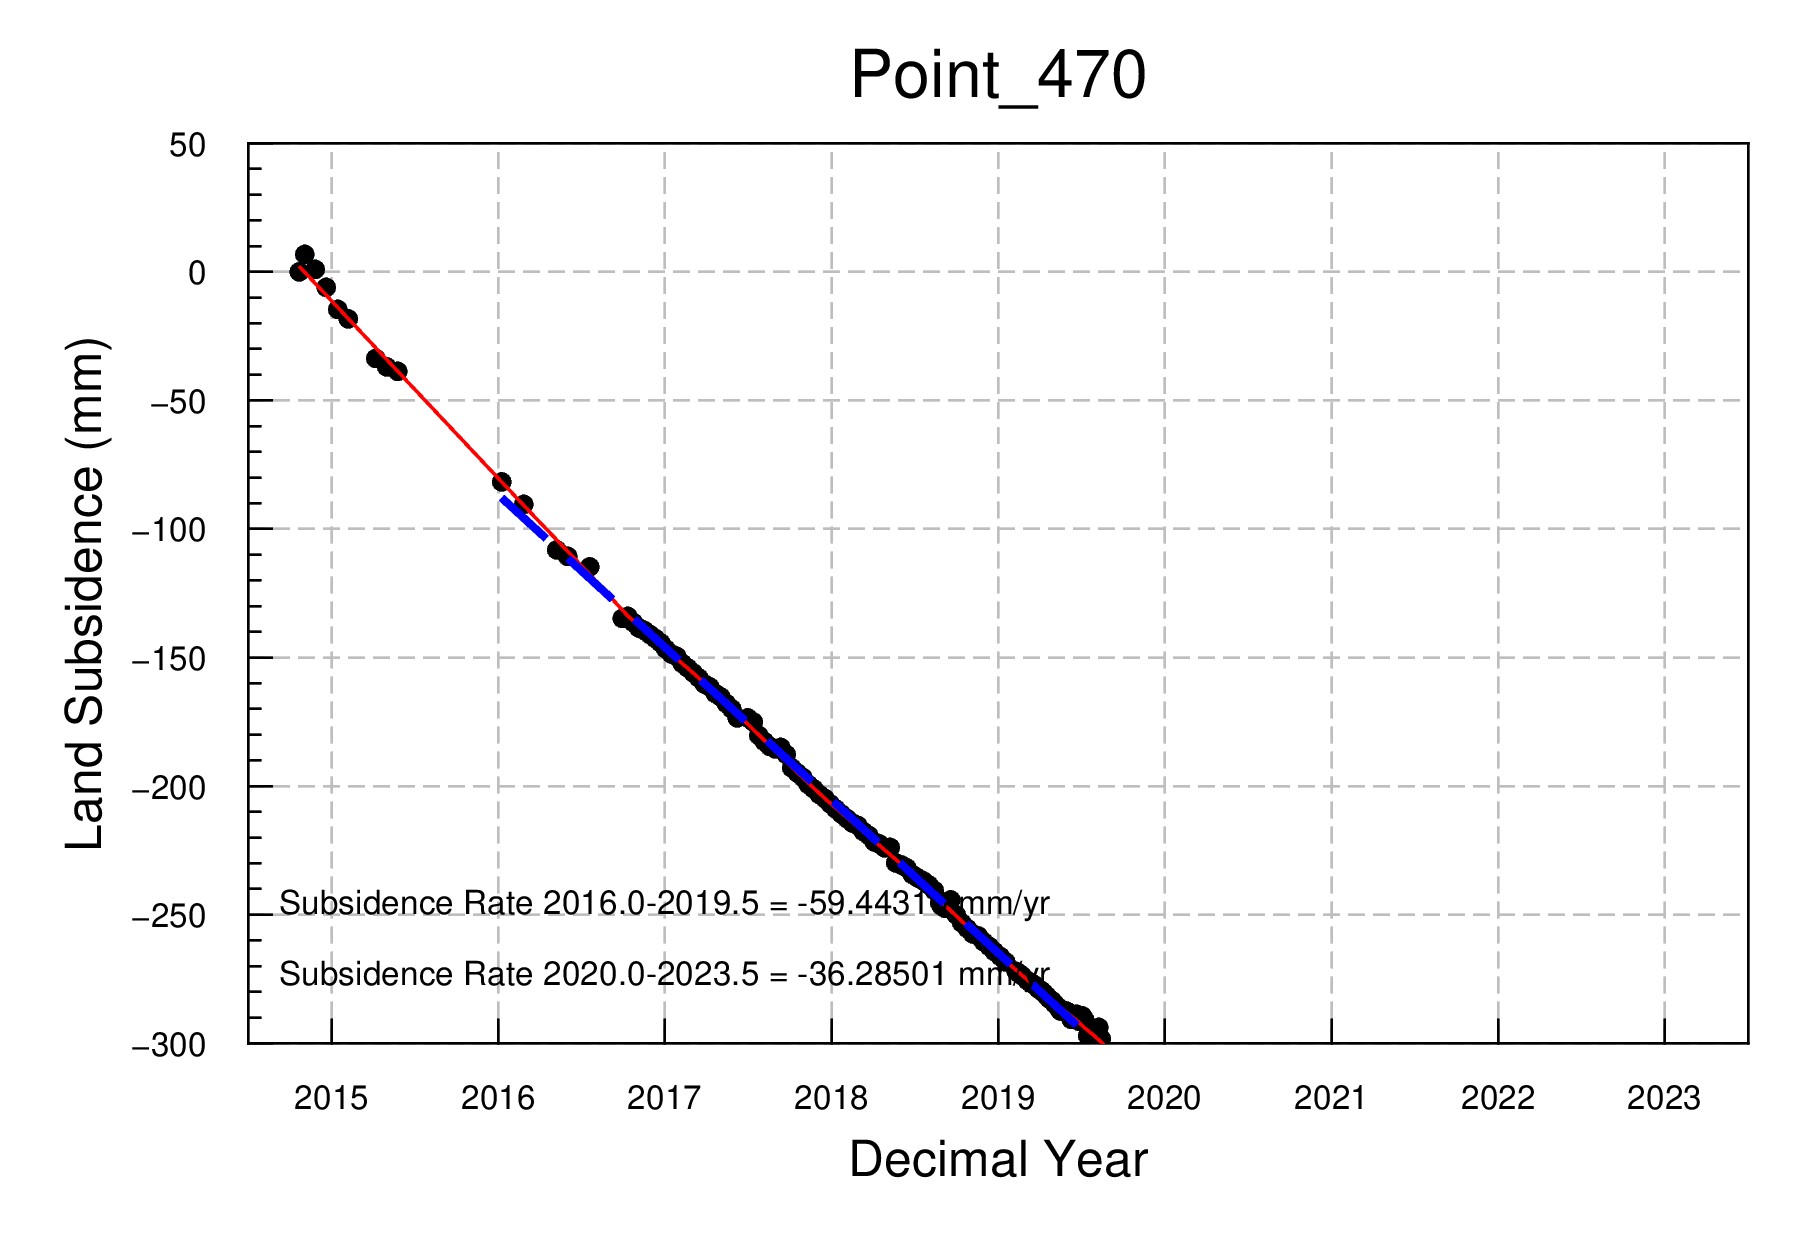 Point_470
50
0
−50
−100
−150
−200
−250
−300
Land Subsidence (mm)
Subsidence Rate 2016.0-2019.5 = mm/yr
Subsidence Rate 2020.0-2023.5 = -36.28501 mm/yr
2015 2016 2017 2018 2019 2020 2021 2022 2023
Decimal Year